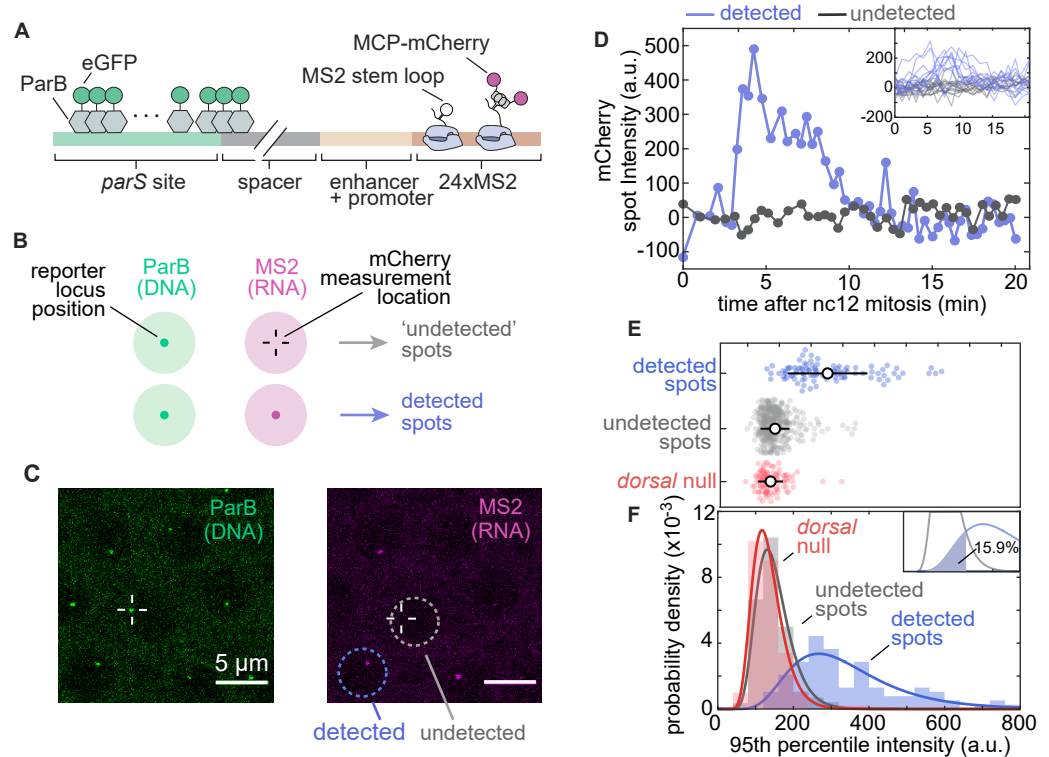 A
ParB
eGFP
MCP-mCherry
MS2 stem loop
parS site
spacer
enhancer
+ promoter
24xMS2
B
reporter
locus
position
ParB
(DNA)
MS2
(RNA)
mCherry
measurement
location
'undetected'
spots
detected
spots
C
ParB
(DNA)
5 µm
MS2
(RNA)
detected
undetected
D
detected
undetected
mCherry
spot Intensity (a.u.)
500
400
300
200
100
0
-100
0
5
10
15
20
time after nc12 mitosis (min)
200
0
-200
0
5
10
15
E
detected
spots
undetected
spots
dorsal null
F
probability density (x10⁻³)
12
8
4
0
0
200
400
600
800
95th percentile intensity (a.u.)
dorsal
null
undetected
spots
detected
spots
15.9%